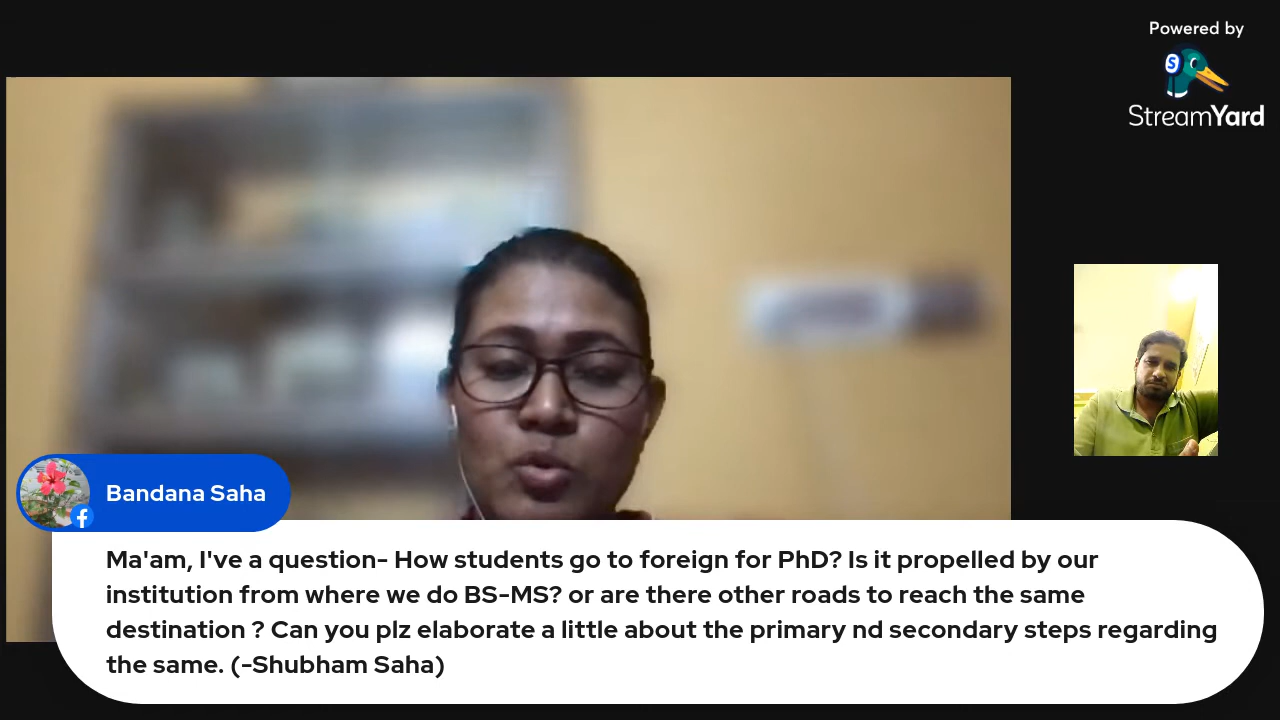 Powered by
StreamYard
Bandana Saha
Ma'am, I've a question- How students go to foreign for PhD? Is it propelled by our
institution from where we do BS-MS? or are there other roads to reach the same
destination ? Can you plz elaborate a little about the primary nd secondary steps regarding
the same. (-Shubham Saha)